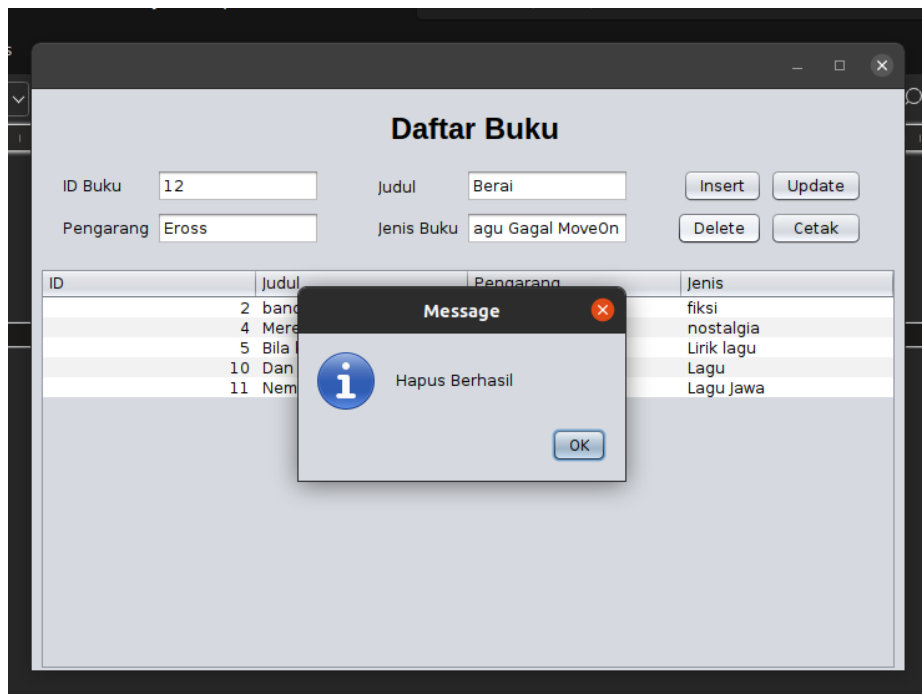 Daftar Buku
ID Buku 12 Judul Berai Insert Update
Pengarang Eross Jenis Buku agu Gagal MoveOn Delete Cetak
ID Judul Pengarang Jenis
2 fiksi
4 nostalgia
5 Bila Lirik lagu
10 Dan Lagu
11 Lagu Jawa
Message
Hapus Berhasil
OK